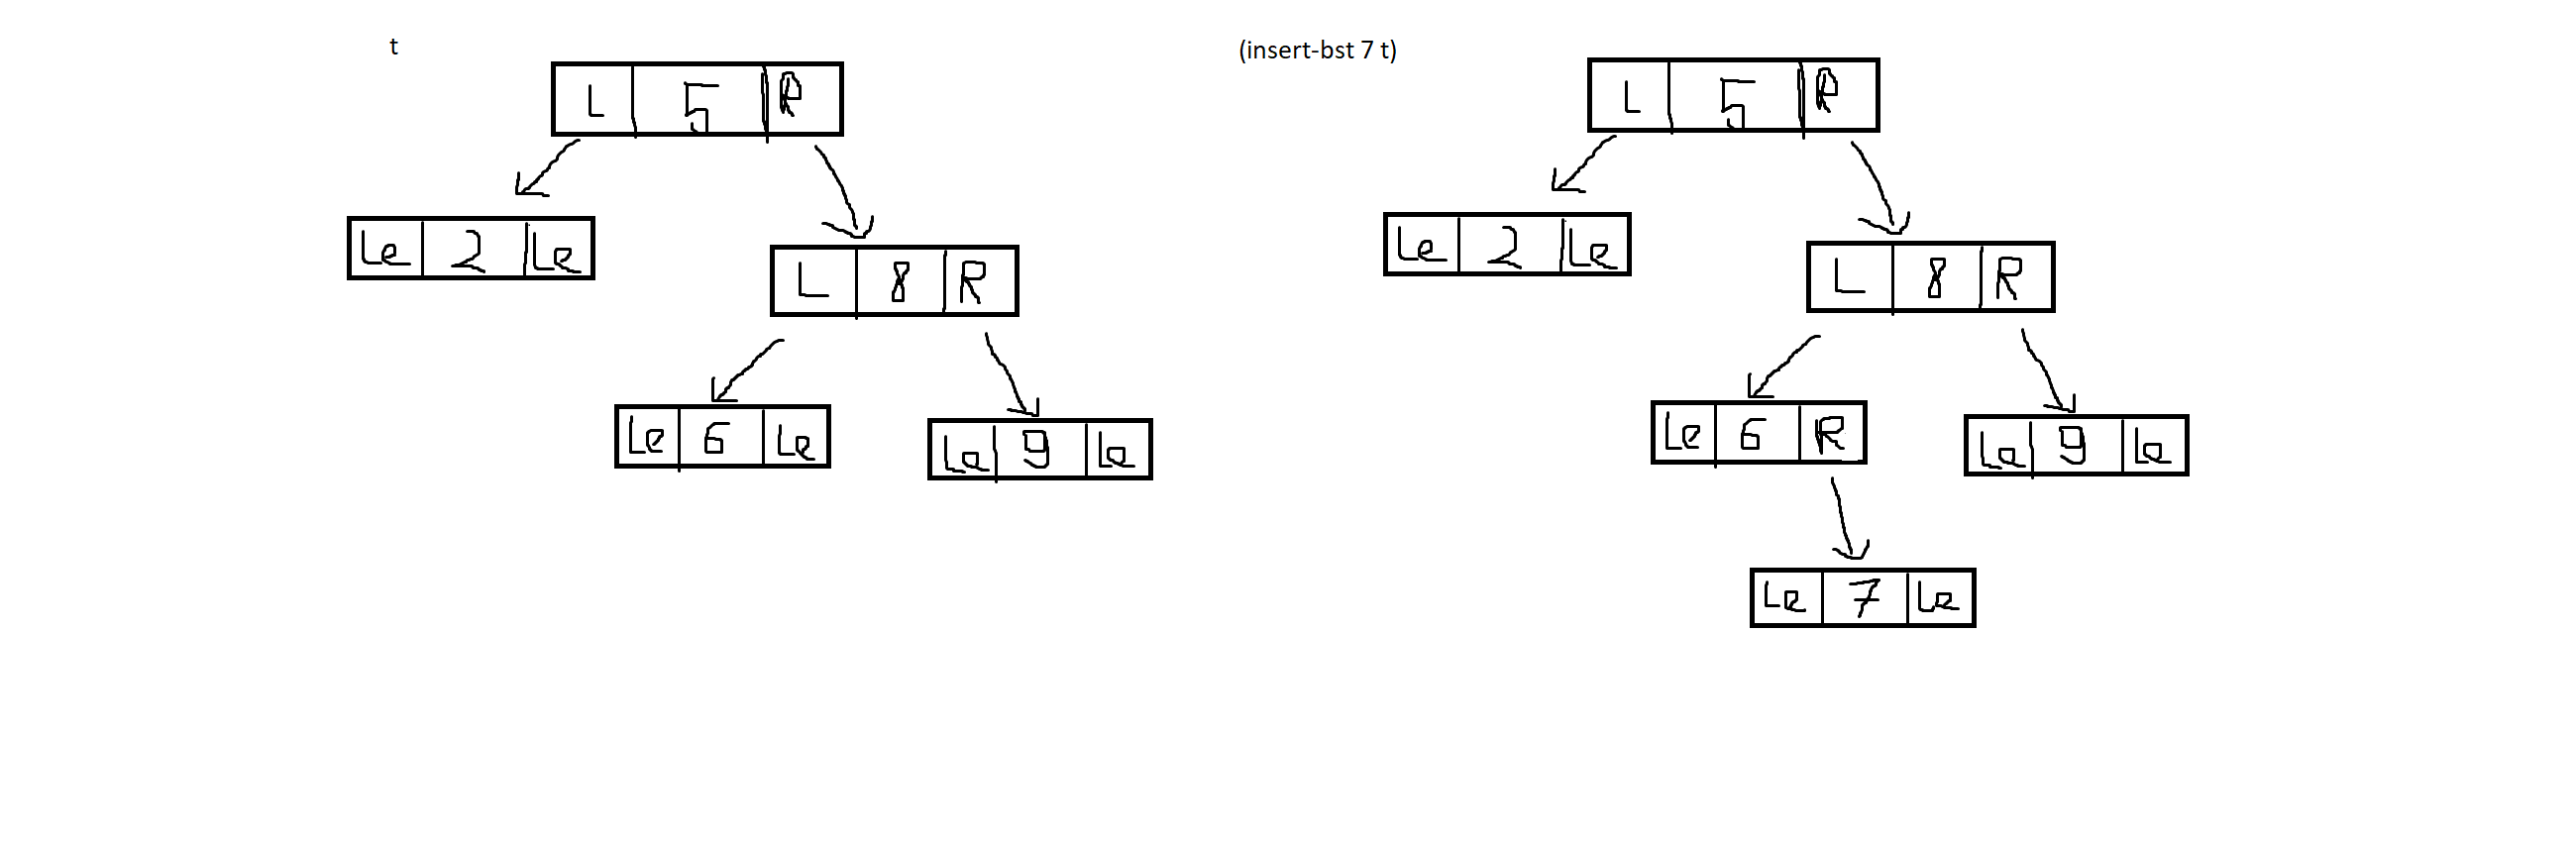 t
(insert-bst 7 t)
L 5 R
L 5 R
Le 2 Le
Le 2 Le
L 8 R
L 8 R
Le 6 Le
Le 9 Le
Le 6 R
Le 9 Le
Le 7 Le